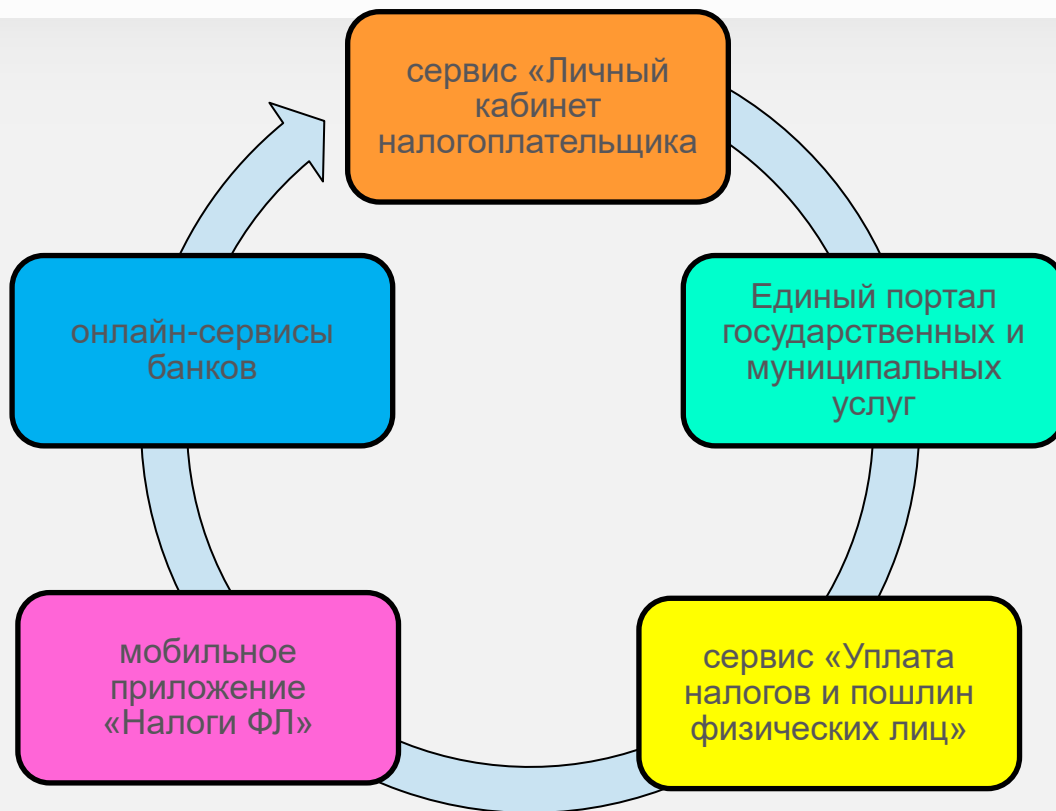 сервис «Личный
кабинет
налогоплательщика
Единый портал
государственных и
муниципальных
услуг
сервис «Уплата
налогов и пошлин
физических лиц»
мобильное
приложение
«Налоги ФЛ»
онлайн-сервисы
банков